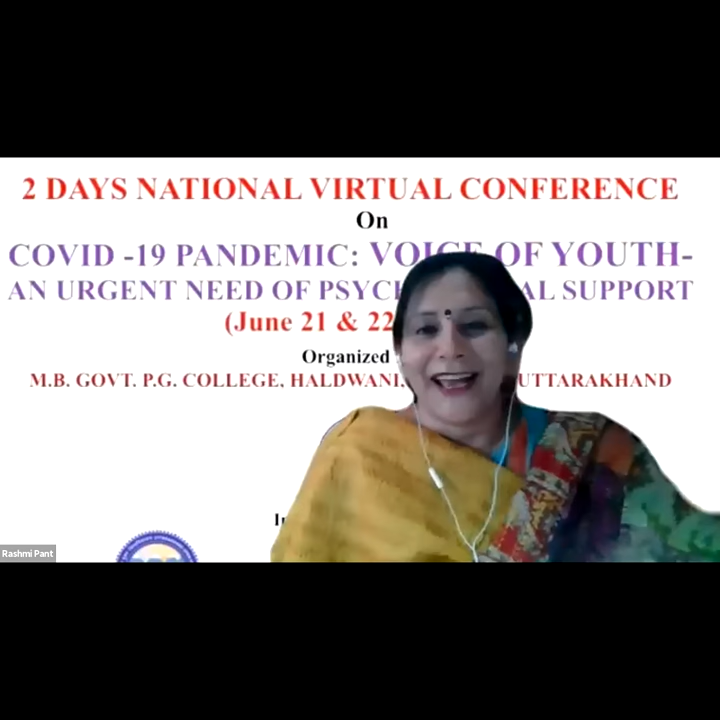 2 DAYS NATIONAL VIRTUAL CONFERENCE
On
COVID -19 PANDEMIC: VOICE OF YOUTH-
AN URGENT NEED OF PSYC AL SUPPORT
(June 21 & 22
Organized
M.B. GOVT. P.G. COLLEGE, HALDWANI, UTTARAKHAND
Rashmi Pant